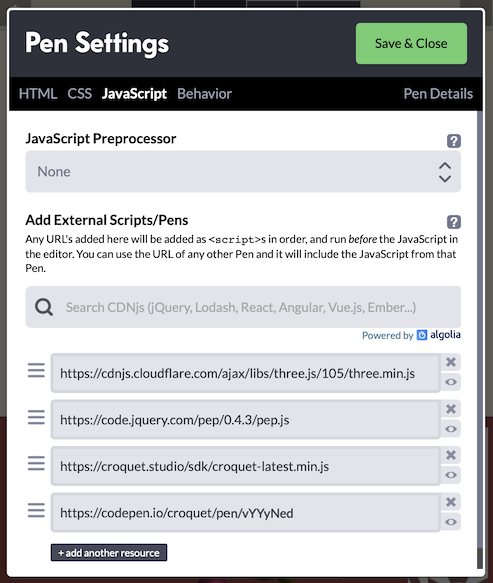 Pen Settings
Save & Close
HTML CSS JavaScript Behavior Pen Details
JavaScript Preprocessor ?
None
Add External Scripts/Pens ?
Any URL's added here will be added as <script>s in order, and run before the JavaScript in
the editor. You can use the URL of any other Pen and it will include the JavaScript from that
Pen.
Search CDNjs (jQuery, Lodash, React, Angular, Vue.js, Ember...)
Powered by algolia
https://cdnjs.cloudflare.com/ajax/libs/three.js/105/three.min.js
https://code.jquery.com/pep/0.4.3/pep.js
https://croquet.studio/sdk/croquet-latest.min.js
https://codepen.io/croquet/pen/vYYyNed
+ add another resource